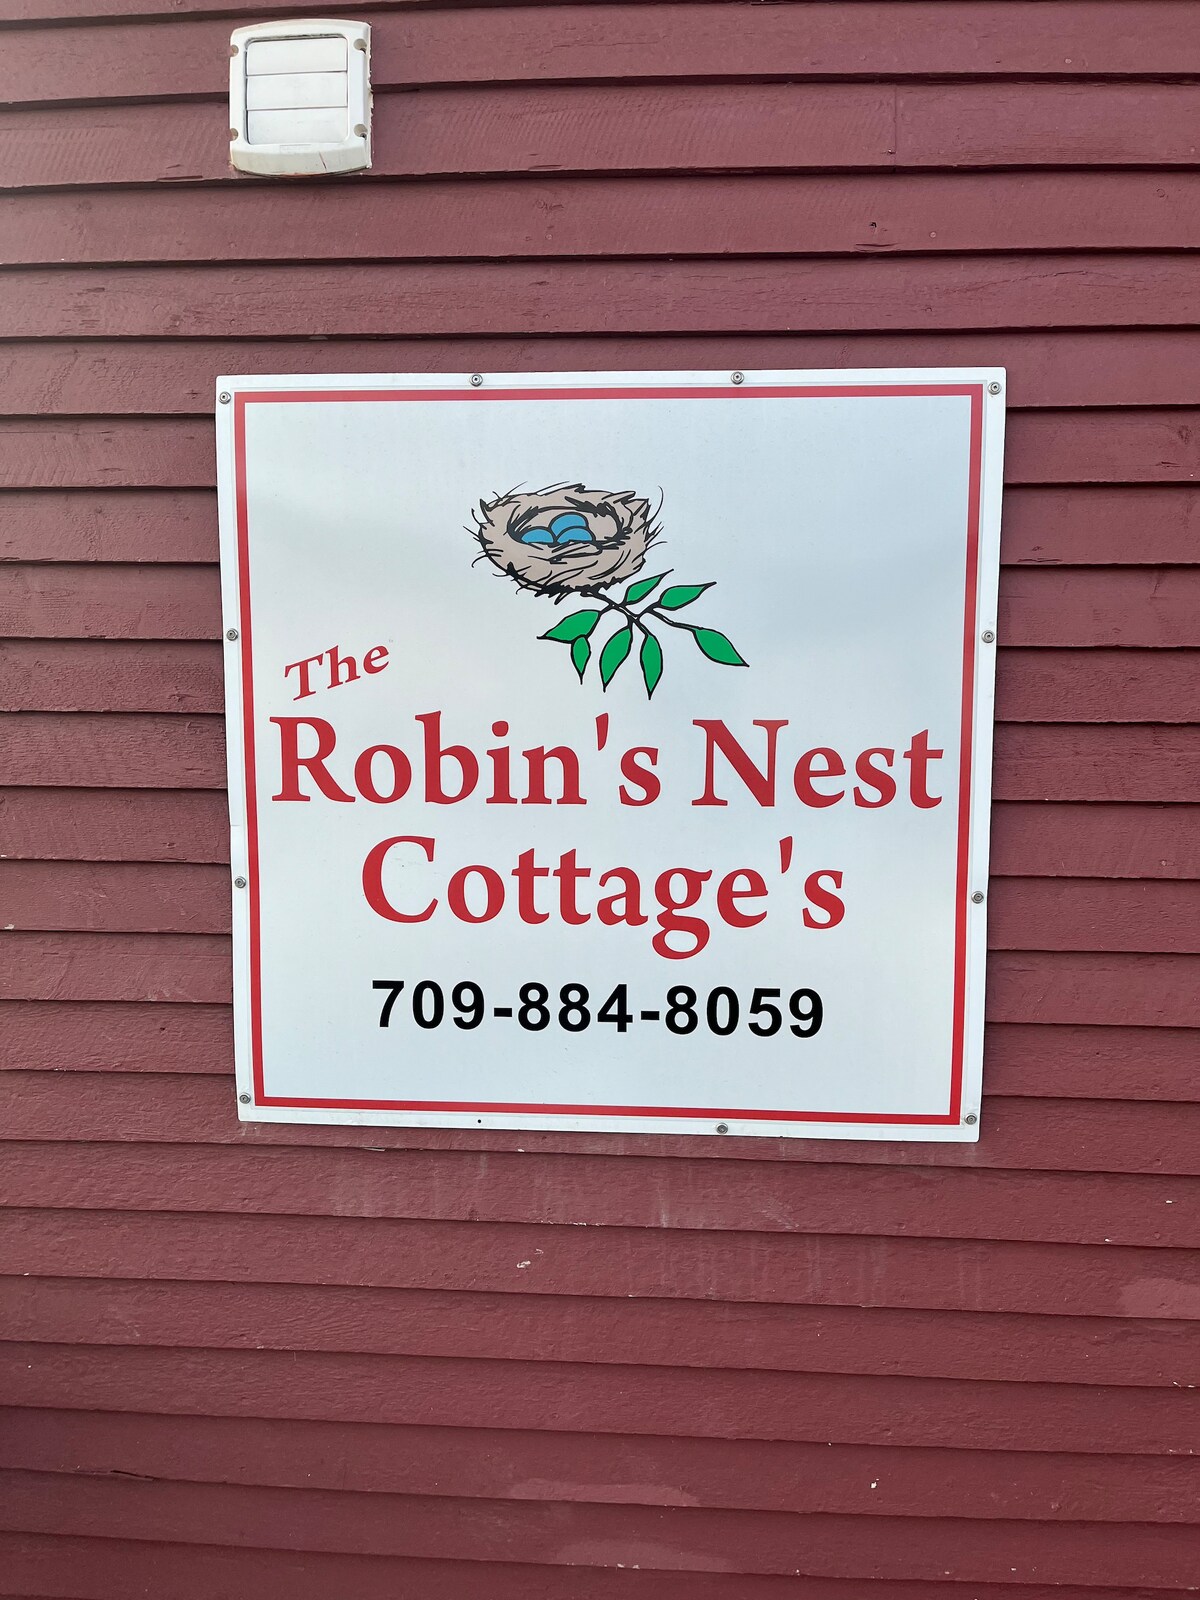 The
Robin's Nest
Cottage's
709-884-8059